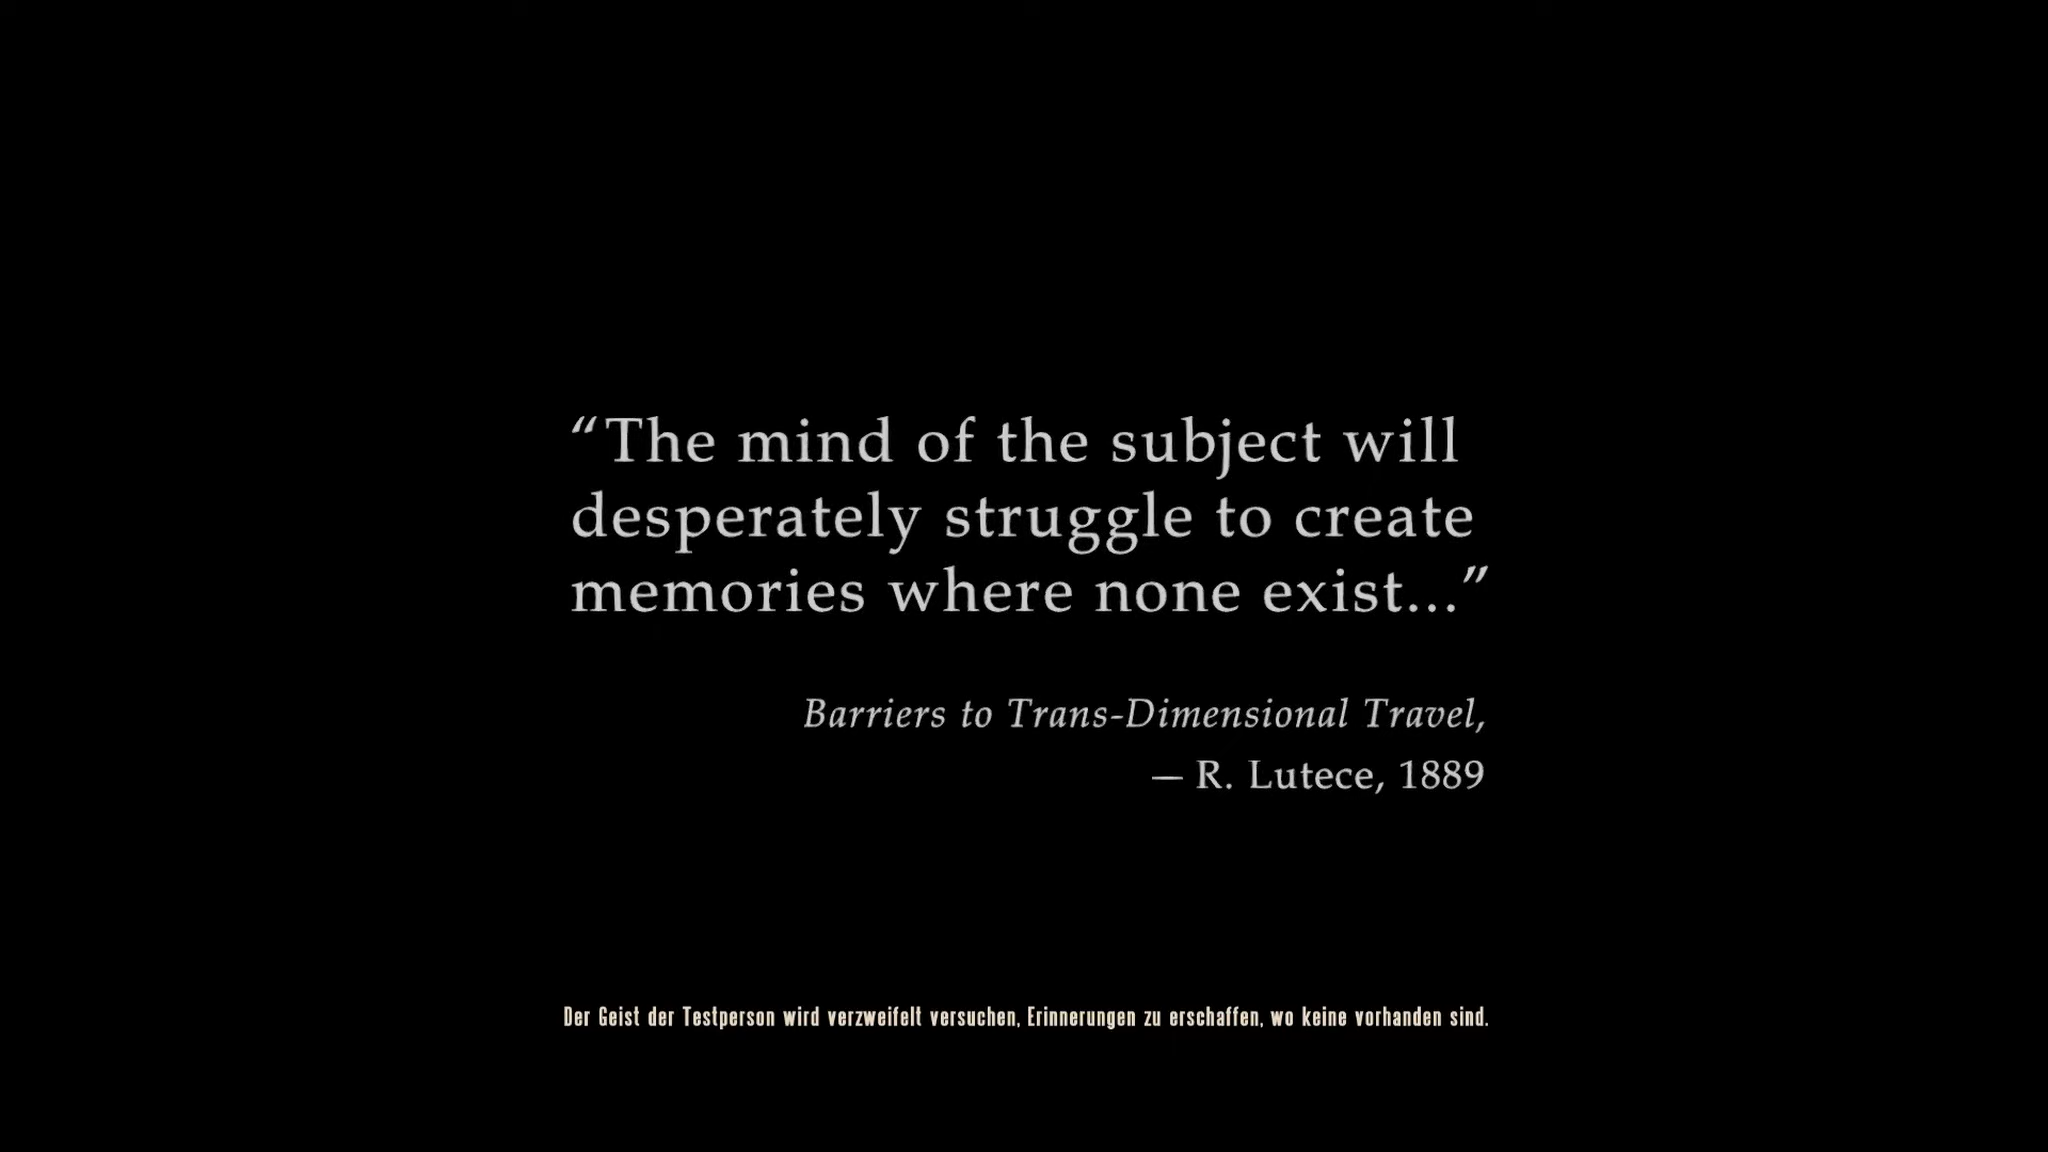 “The mind of the subject will
desperately struggle to create
memories where none exist...”
Barriers to Trans-Dimensional Travel,
— R. Lutece, 1889
Der Geist der Testperson wird verzweifelt versuchen, Erinnerungen zu erschaffen, wo keine vorhanden sind.